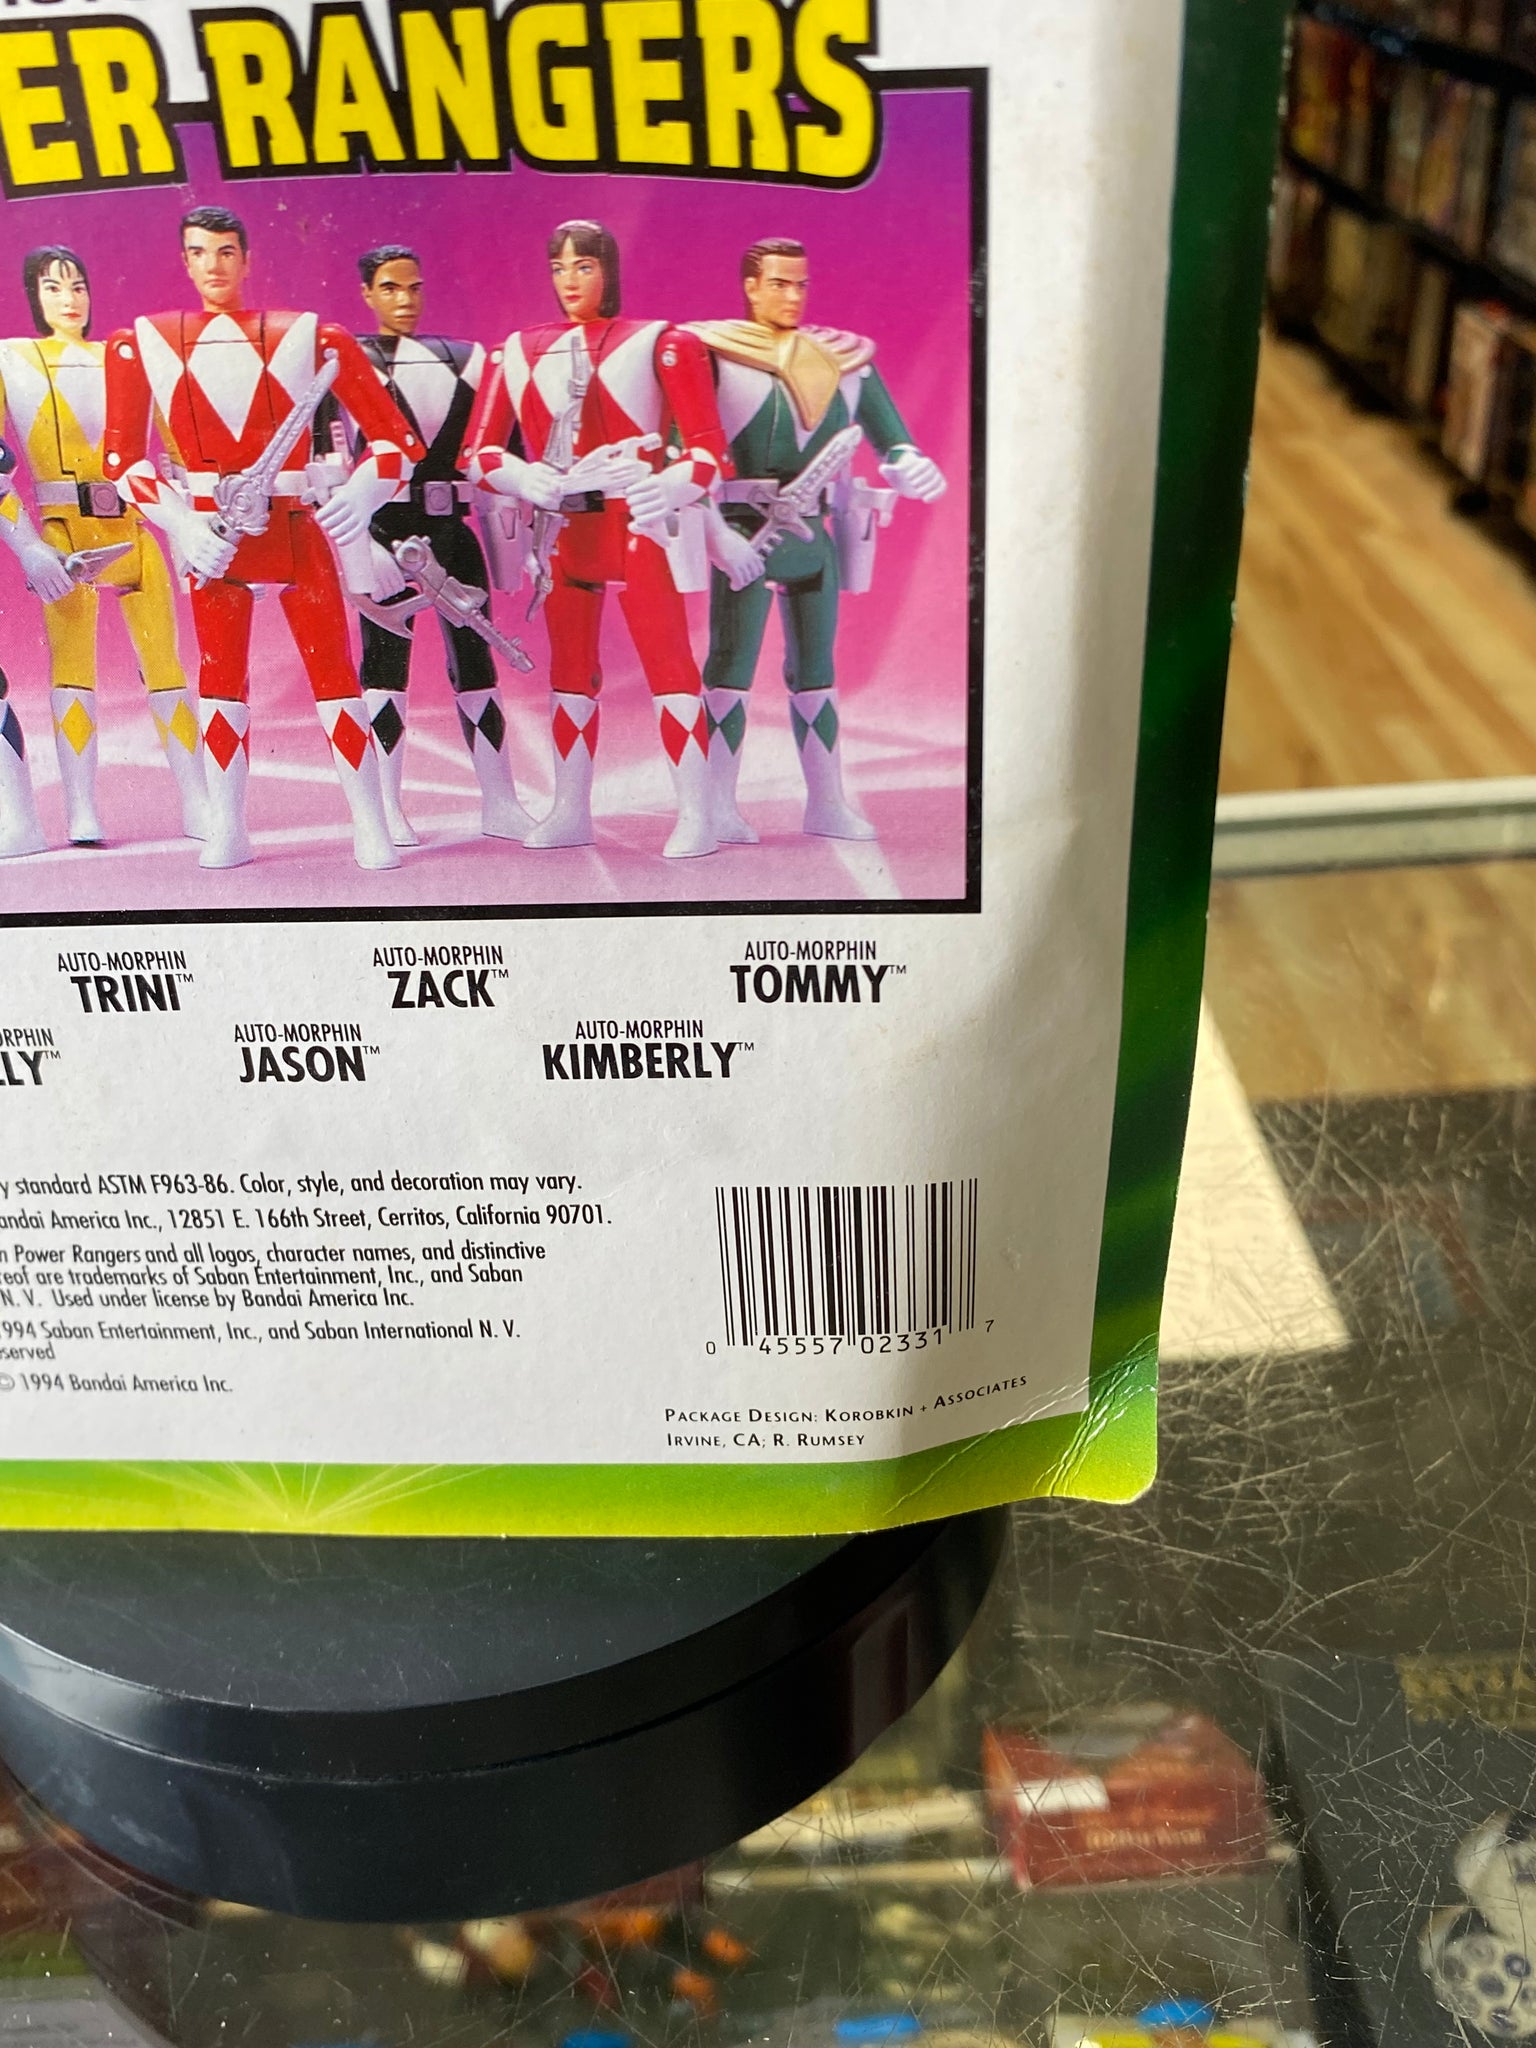 ER RANGERS
AUTO-MORPHIN
TRINI™
AUTO-MORPHIN
ZACK™
AUTO-MORPHIN
TOMMY™
RPHIN
LLY™
AUTO-MORPHIN
JASON™
AUTO-MORPHIN
KIMBERLY™
y standard ASTM F963-86. Color, style, and decoration may vary.
andai America Inc., 12851 E. 166th Street, Cerritos, California 90701.
n Power Rangers and all logos, character names, and distinctive
reof are trademarks of Saban Entertainment, Inc., and Saban
N. V. Used under license by Bandai America Inc.
994 Saban Entertainment, Inc., and Saban International N. V.
served
© 1994 Bandai America Inc.
0 45557 02331 7
PACKAGE DESIGN: KOROBKIN + ASSOCIATES
IRVINE, CA; R. RUMSEY